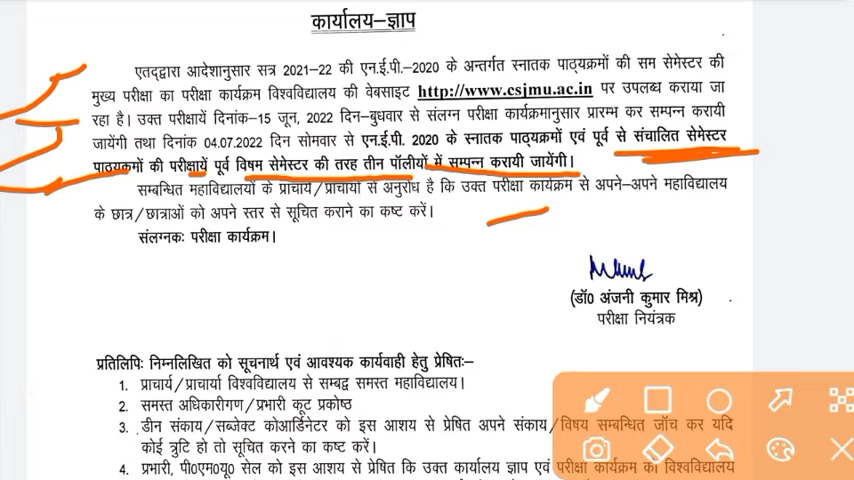 कार्यालय–ज्ञाप
एतद्द्वारा आदेशानुसार सत्र 2021-22 की एन.ई.पी.-2020 के अन्तर्गत स्नातक पाठ्यक्रमों की सम सेमेस्टर की
मुख्य परीक्षा का परीक्षा कार्यक्रम विश्वविद्यालय की वेबसाइट http://www.csjmu.ac.in पर उपलब्ध कराया जा
रहा है। उक्त परीक्षायें दिनांक–15 जून, 2022 दिन–बुधवार से संलग्न परीक्षा कार्यक्रमानुसार प्रारम्भ कर सम्पन्न करायी
जायेंगी तथा दिनांक 04.07.2022 दिन सोमवार से एन.ई.पी. 2020 के स्नातक पाठ्यक्रमों एवं पूर्व से संचालित सेमेस्टर
पाठ्यक्रमों की परीक्षायें पूर्व विषम सेमेस्टर की तरह तीन पॉलीयों में सम्पन्न करायी जायेंगी।
सम्बन्धित महाविद्यालयों के प्राचार्य/प्राचार्या से अनुरोध है कि उक्त परीक्षा कार्यक्रम से अपने–अपने महाविद्यालय
के छात्र/छात्राओं को अपने स्तर से सूचित कराने का कष्ट करें।
संलग्नकः परीक्षा कार्यक्रम।
(डॉ0 अंजनी कुमार मिश्र)
परीक्षा नियंत्रक
प्रतिलिपिः निम्नलिखित को सूचनार्थ एवं आवश्यक कार्यवाही हेतु प्रेषितः–
1. प्राचार्य/प्राचार्या विश्वविद्यालय से सम्बद्व समस्त महाविद्यालय।
2. समस्त अधिकारीगण/प्रभारी कूट प्रकोष्ठ
3. डीन संकाय/सब्जेक्ट कोआर्डिनेटर को इस आशय से प्रेषित अपने संकाय/विषय सम्बन्धित जॉच कर यदि
कोई त्रुटि हो तो सूचित करने का कष्ट करें।
4. प्रभारी, पी0एम0यू0 सेल को इस आशय से प्रेषित कि उक्त कार्यालय ज्ञाप एवं परीक्षा कार्यक्रम को विश्वविद्यालय